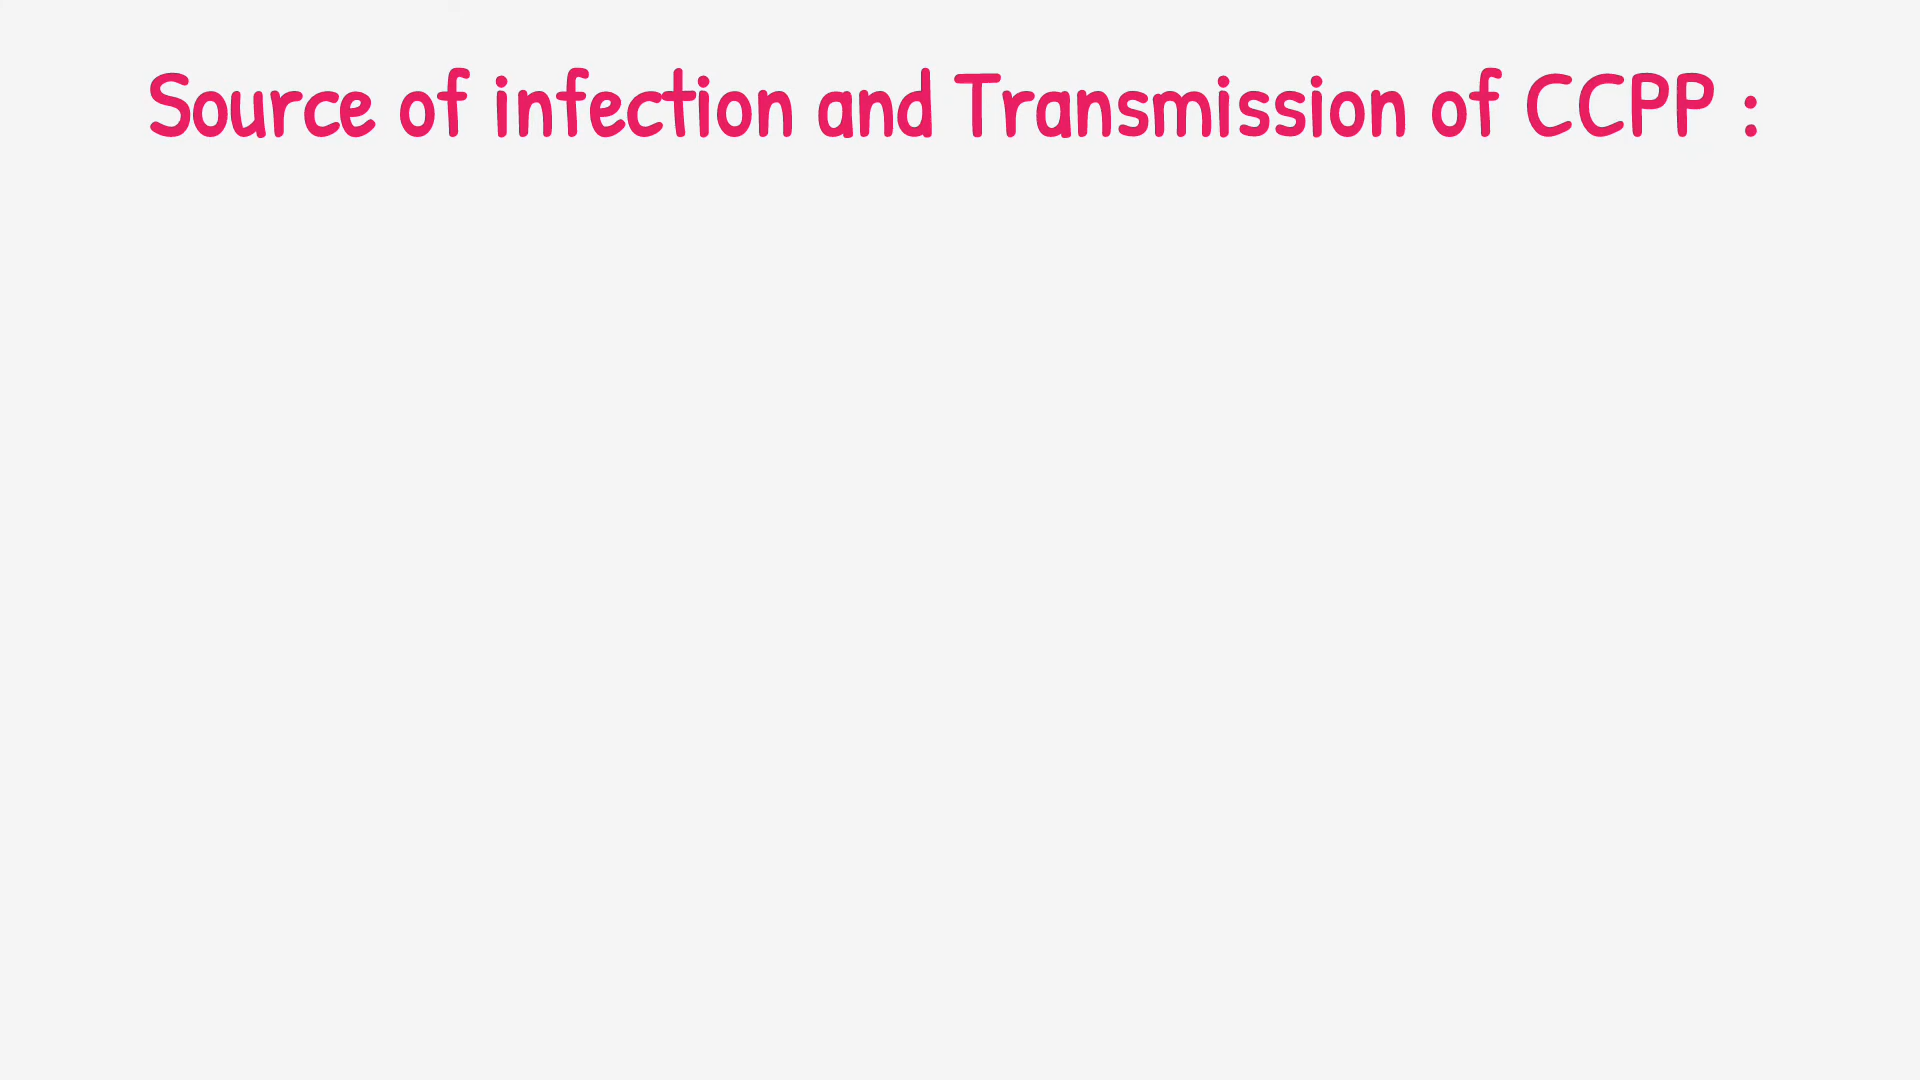 Source of infection and Transmission of CCPP :